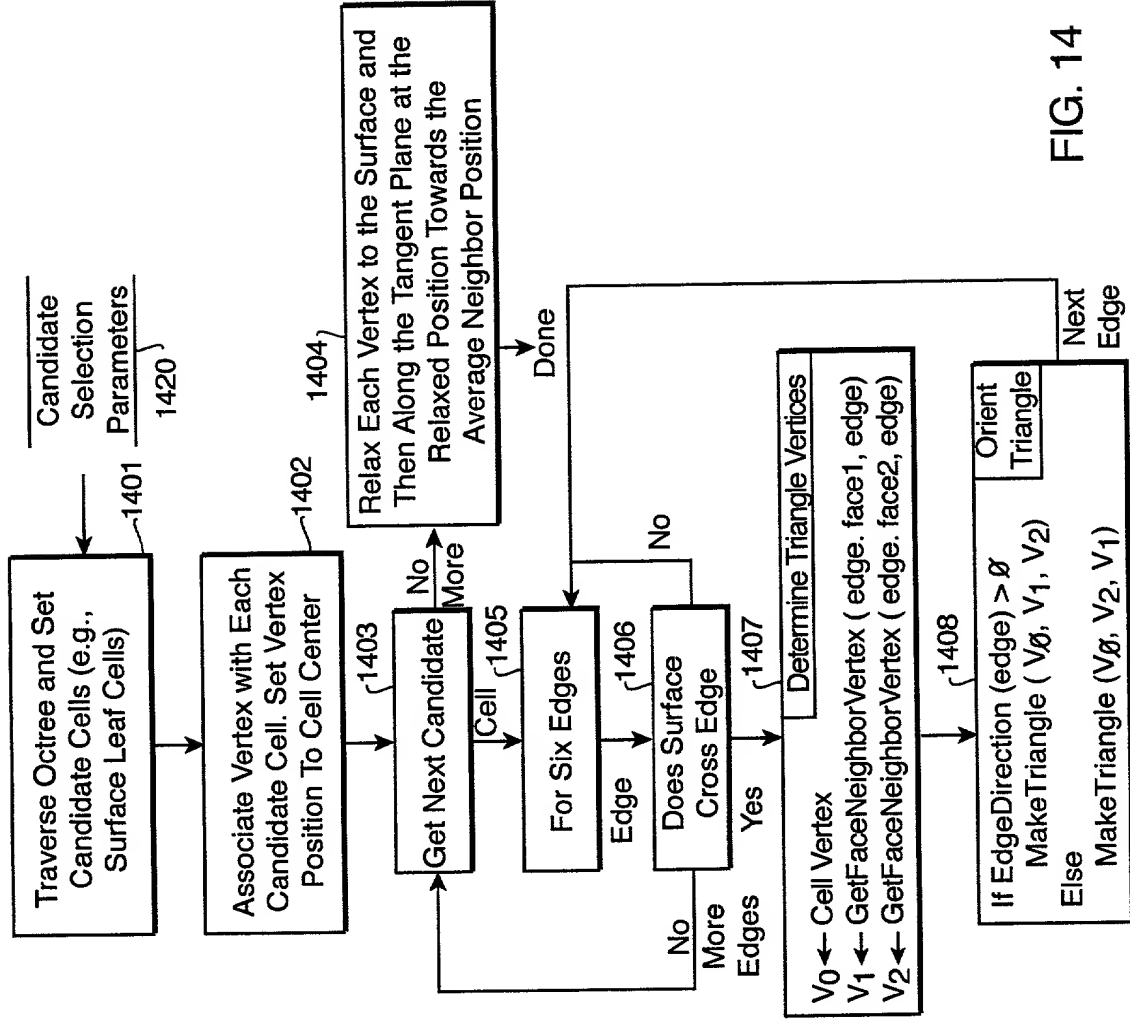 Candidate
Selection
Parameters
1420
Traverse Octree and Set
Candidate Cells (e.g.,
Surface Leaf Cells)
1401
Associate Vertex with Each
Candidate Cell. Set Vertex
Position To Cell Center
1402
1403
Get Next Candidate
No
More
Cell
1404
Relax Each Vertex to the Surface and
Then Along the Tangent Plane at the
Relaxed Position Towards the
Average Neighbor Position
Done
1405
For Six Edges
Edge
1406
Does Surface
Cross Edge
No
No
More
Edges
Yes
1407
Determine Triangle Vertices
V0 ← Cell Vertex
V1 ← GetFaceNeighborVertex ( edge. face1, edge)
V2 ← GetFaceNeighborVertex ( edge. face2, edge)
1408
Orient
Triangle
If EdgeDirection (edge) > Ø
MakeTriangle ( VØ, V1, V2)
Else
MakeTriangle (VØ, V2, V1)
Next
Edge
FIG. 14